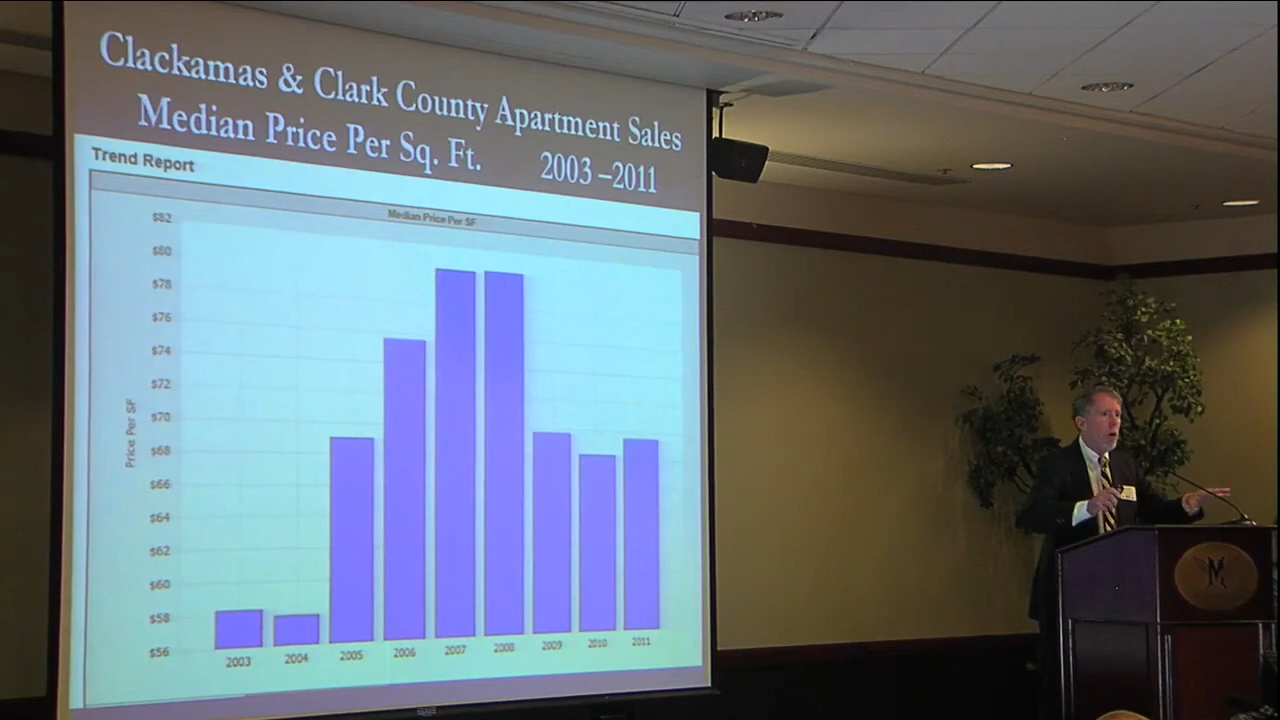 Clackamas & Clark County Apartment Sales
Median Price Per Sq. Ft. 2003 –2011
Trend Report
Median Price Per SF
$82
$80
$78
$76
$74
$72
$70
$68
$66
$64
$62
$60
$58
$56
Price Per SF
2003 2004 2005 2006 2007 2008 2009 2010 2011
M